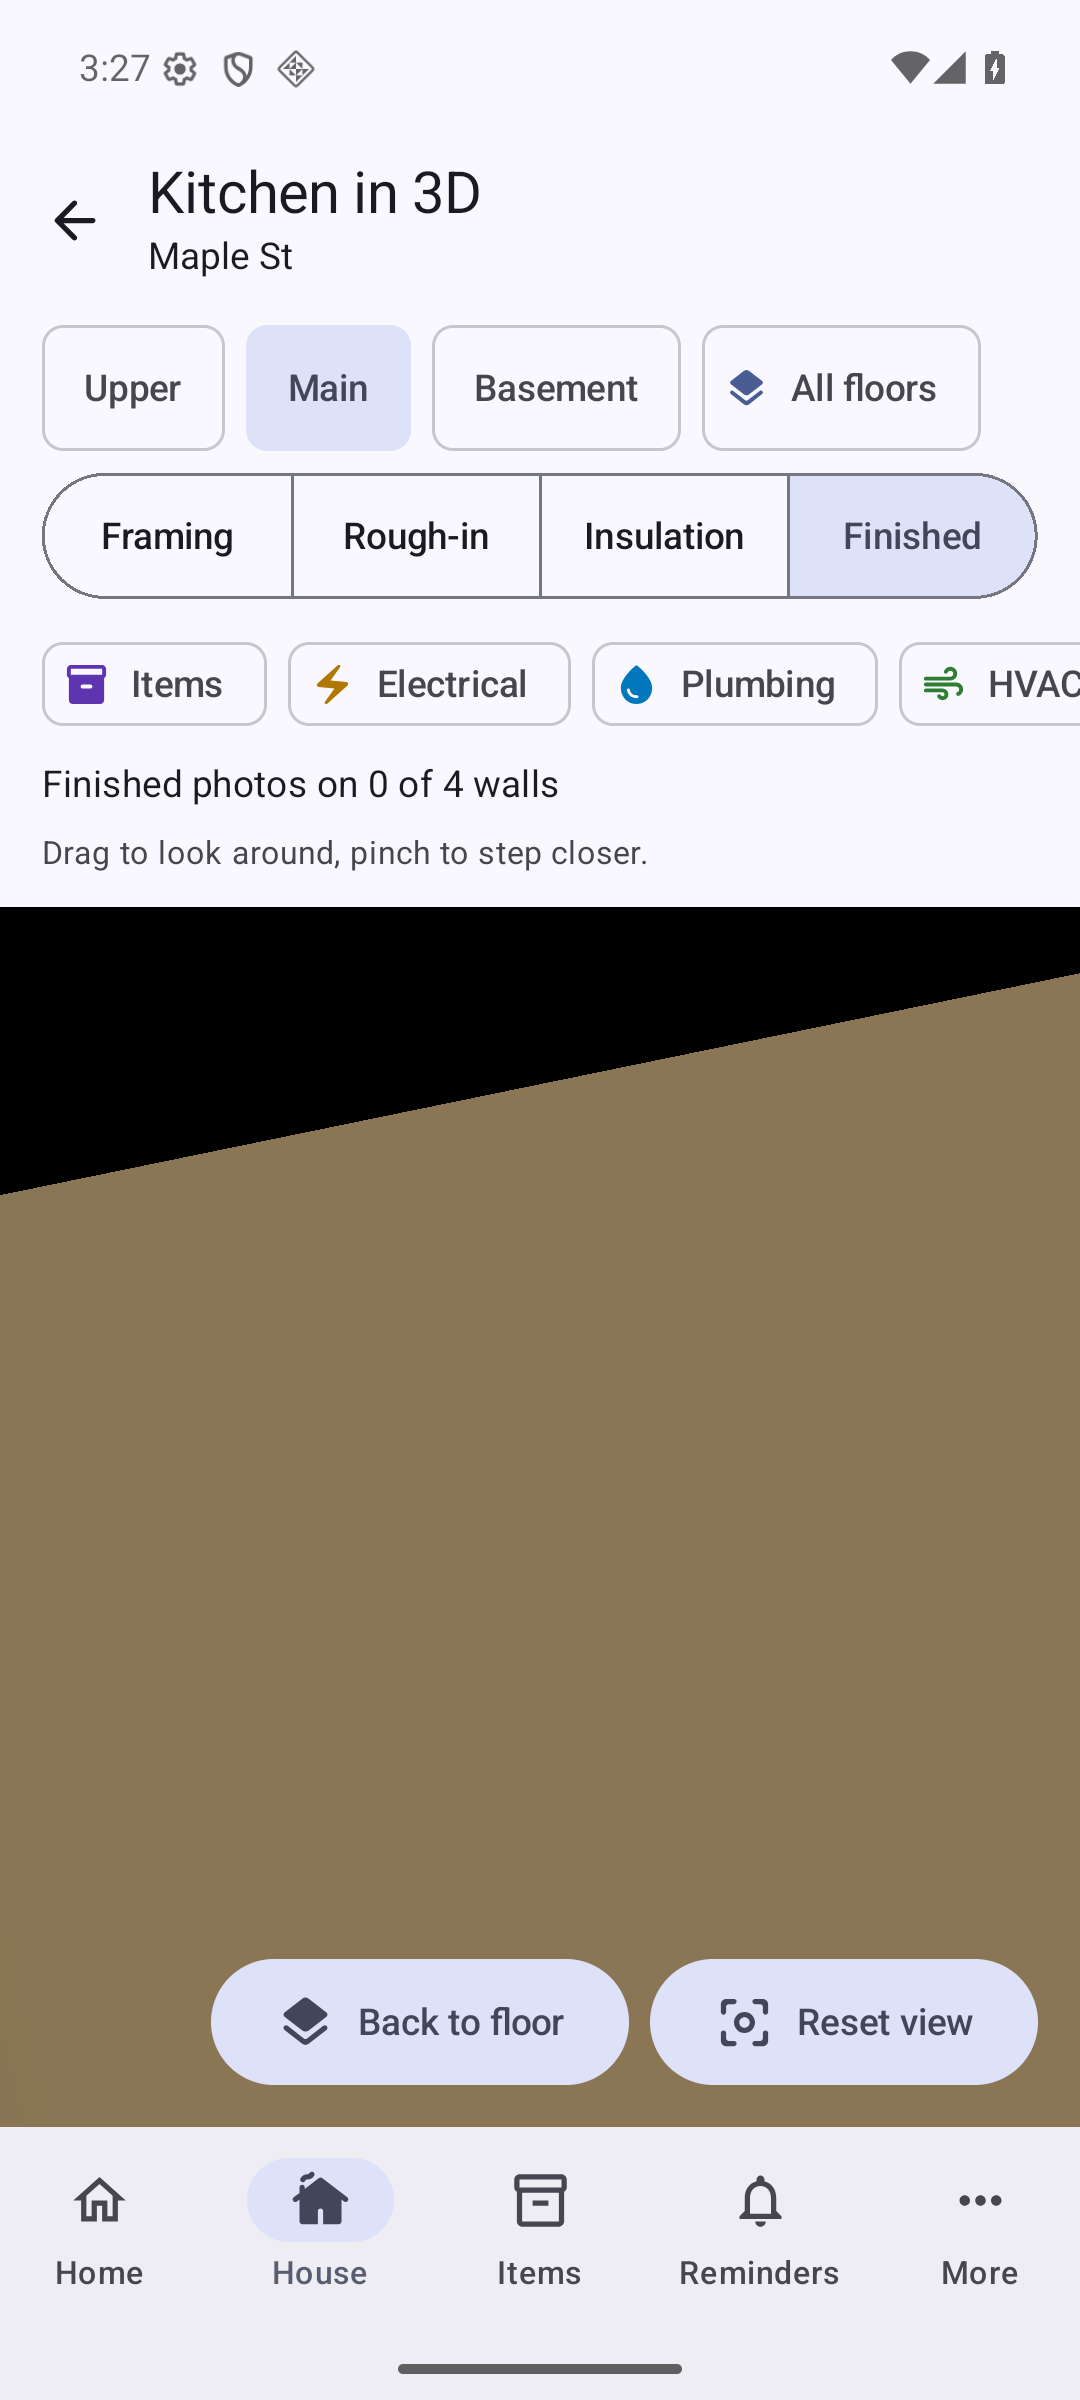 3:27
Kitchen in 3D
Maple St
Upper
Main
Basement
All floors
Framing
Rough-in
Insulation
Finished
Items
Electrical
Plumbing
HVAC
Finished photos on 0 of 4 walls
Drag to look around, pinch to step closer.
Back to floor
Reset view
Home
House
Items
Reminders
More